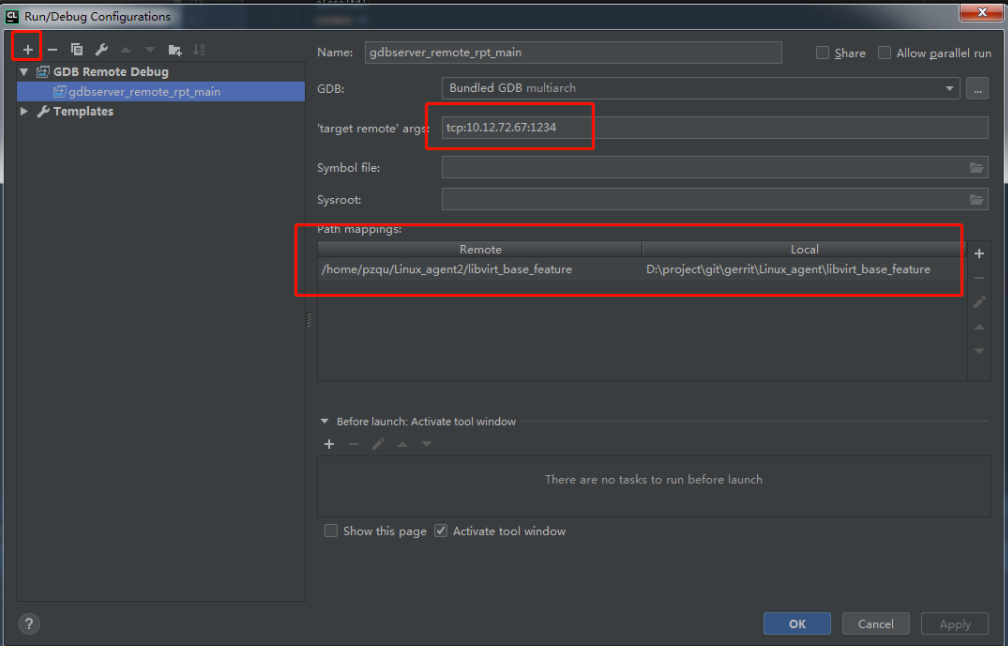 CL Run/Debug Configurations
Name: gdbserver_remote_rpt_main Share Allow parallel run
GDB Remote Debug
gdbserver_remote_rpt_main
Templates
GDB: Bundled GDB multiarch ...
'target remote' args: tcp:10.12.72.67:1234
Symbol file:
Sysroot:
Path mappings:
Remote Local
/home/pzqu/Linux_agent2/libvirt_base_feature D:\project\git\gerrit\Linux_agent\libvirt_base_feature
Before launch: Activate tool window
There are no tasks to run before launch
Show this page Activate tool window
? OK Cancel Apply